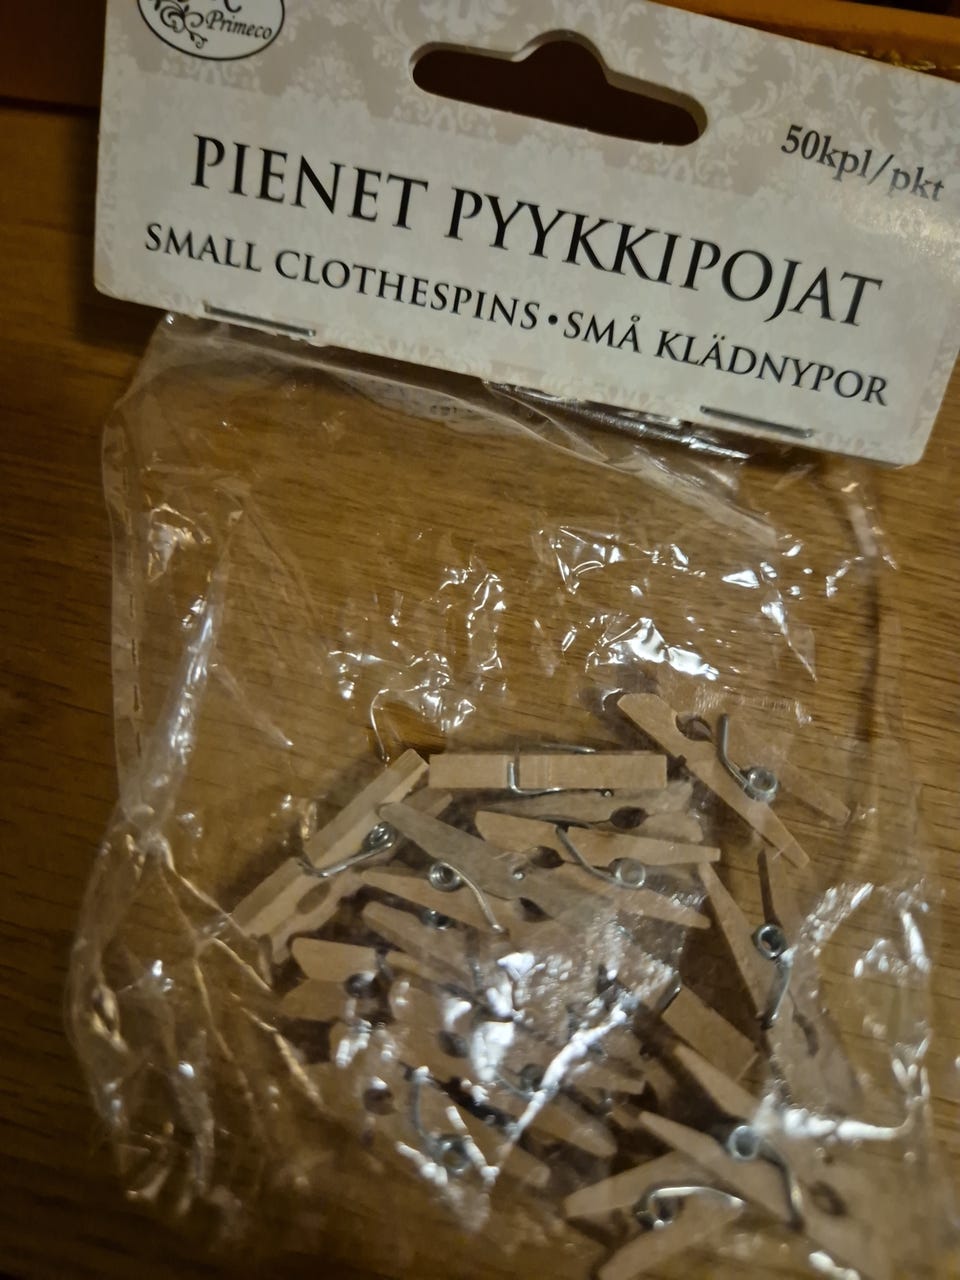 Primeco
50kpl/pkt
PIENET PYYKKIPOJAT
SMALL CLOTHESPINS • SMÅ KLÄDNYPOR